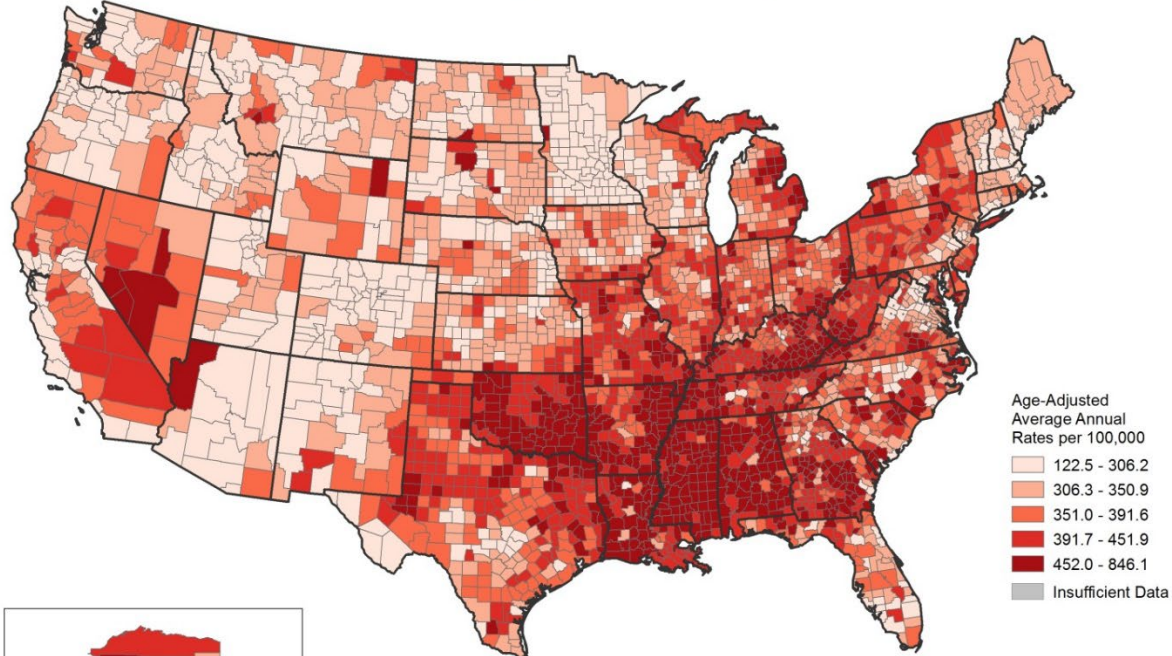 Age-Adjusted
Average Annual
Rates per 100,000
122.5 - 306.2
306.3 - 350.9
351.0 - 391.6
391.7 - 451.9
452.0 - 846.1
Insufficient Data